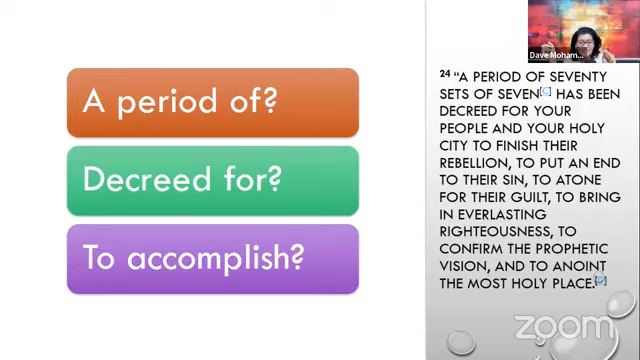 A period of?
Decreed for?
To accomplish?
Dave Moham...
24 "A PERIOD OF SEVENTY
SETS OF SEVEN[c] HAS BEEN
DECREED FOR YOUR
PEOPLE AND YOUR HOLY
CITY TO FINISH THEIR
REBELLION, TO PUT AN END
TO THEIR SIN, TO ATONE
FOR THEIR GUILT, TO BRING
IN EVERLASTING
RIGHTEOUSNESS, TO
CONFIRM THE PROPHETIC
VISION, AND TO ANOINT
THE MOST HOLY PLACE.
zoom